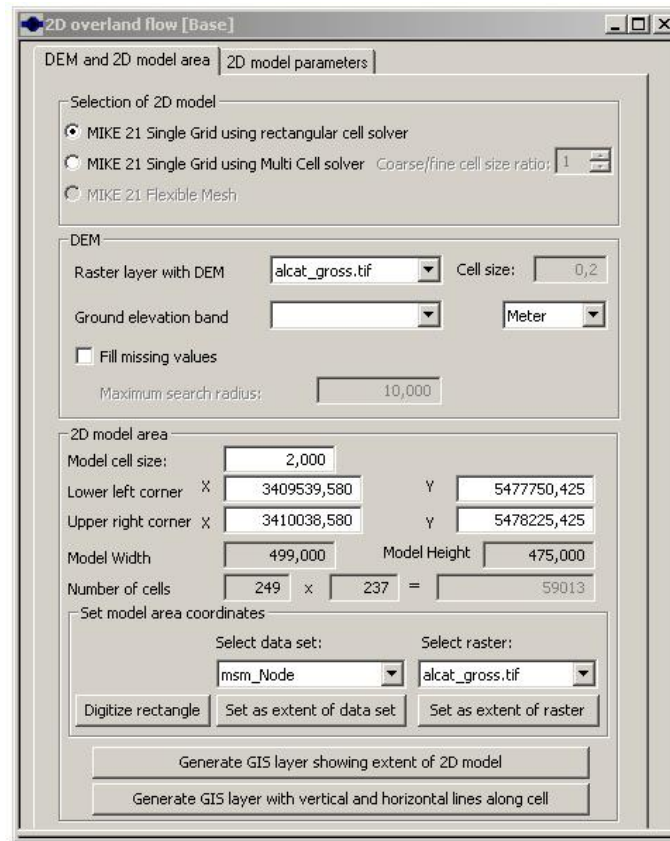 2D overland flow [Base]
DEM and 2D model area 2D model parameters
Selection of 2D model
MIKE 21 Single Grid using rectangular cell solver
MIKE 21 Single Grid using Multi Cell solver Coarse/fine cell size ratio: 1
MIKE 21 Flexible Mesh
DEM
Raster layer with DEM alcat_gross.tif Cell size: 0,2
Ground elevation band Meter
Fill missing values
Maximum search radius: 10,000
2D model area
Model cell size: 2,000
Lower left corner X 3409539,580 Y 5477750,425
Upper right corner X 3410038,580 Y 5478225,425
Model Width 499,000 Model Height 475,000
Number of cells 249 x 237 = 59013
Set model area coordinates
Select data set: Select raster:
msm_Node alcat_gross.tif
Digitize rectangle Set as extent of data set Set as extent of raster
Generate GIS layer showing extent of 2D model
Generate GIS layer with vertical and horizontal lines along cell